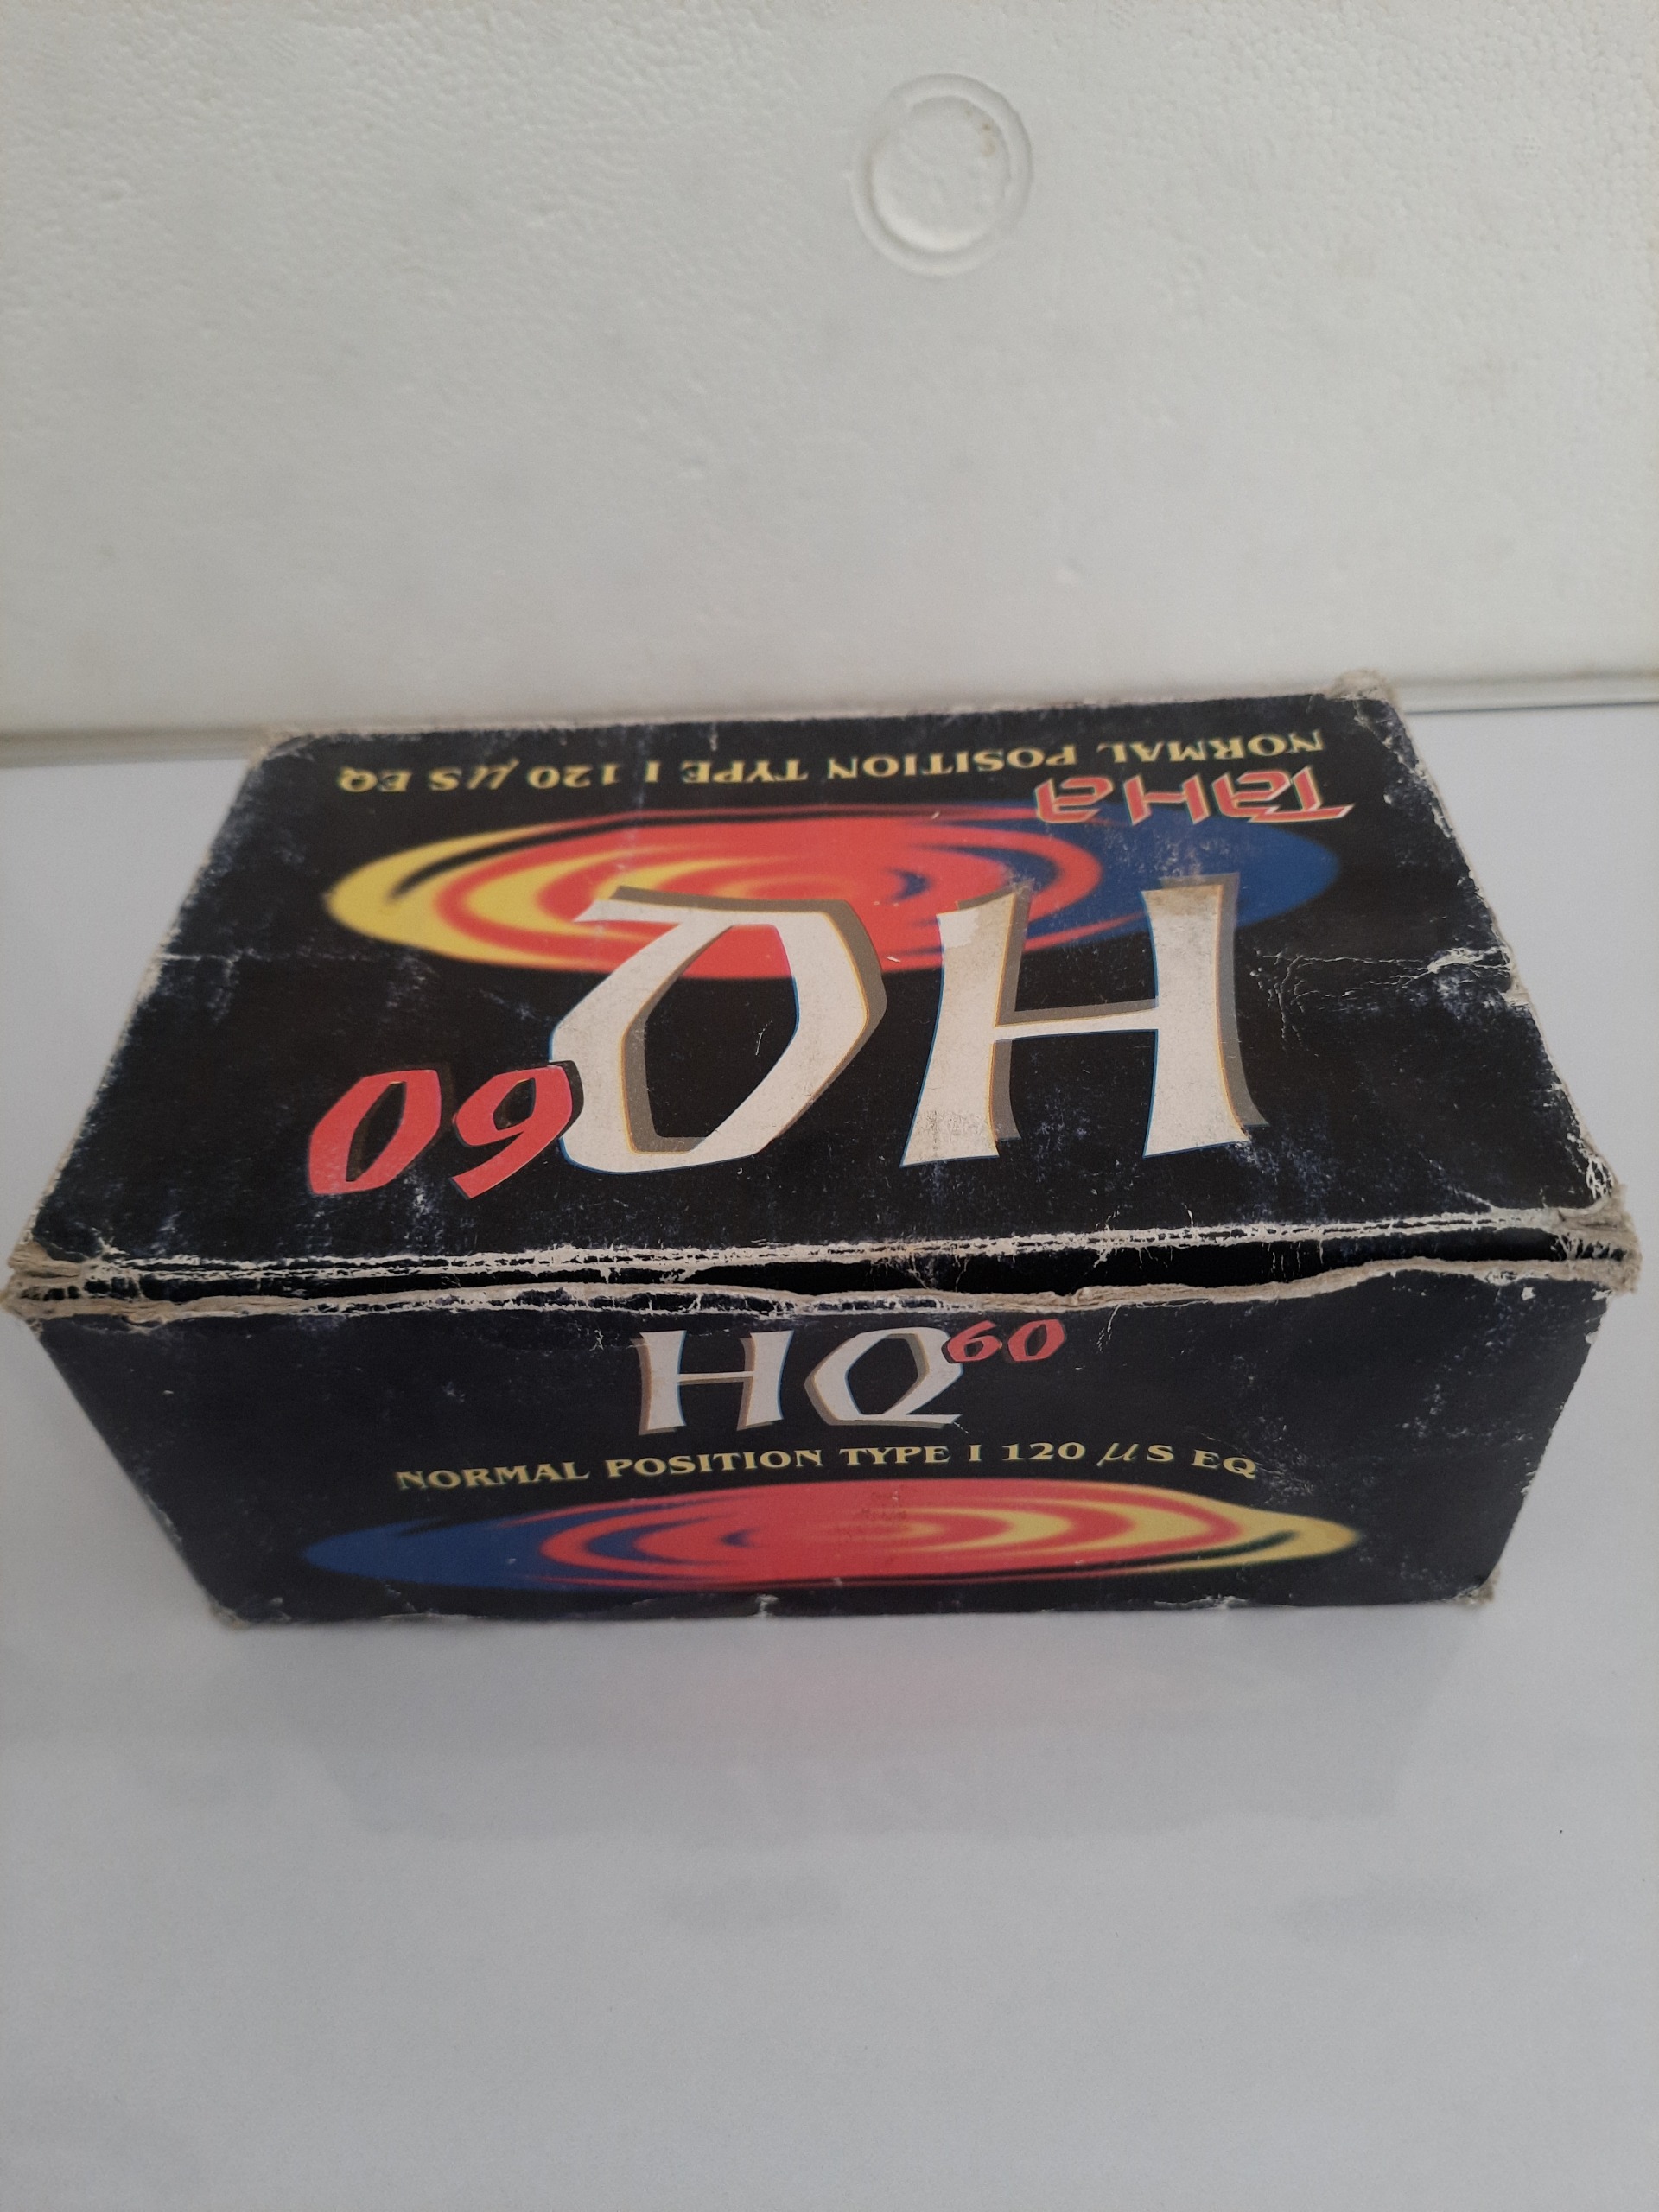 NORMAL POSITION TYPE I 120 µS EQ
TaHa
HQ 60
HQ 60
NORMAL POSITION TYPE I 120 µS EQ